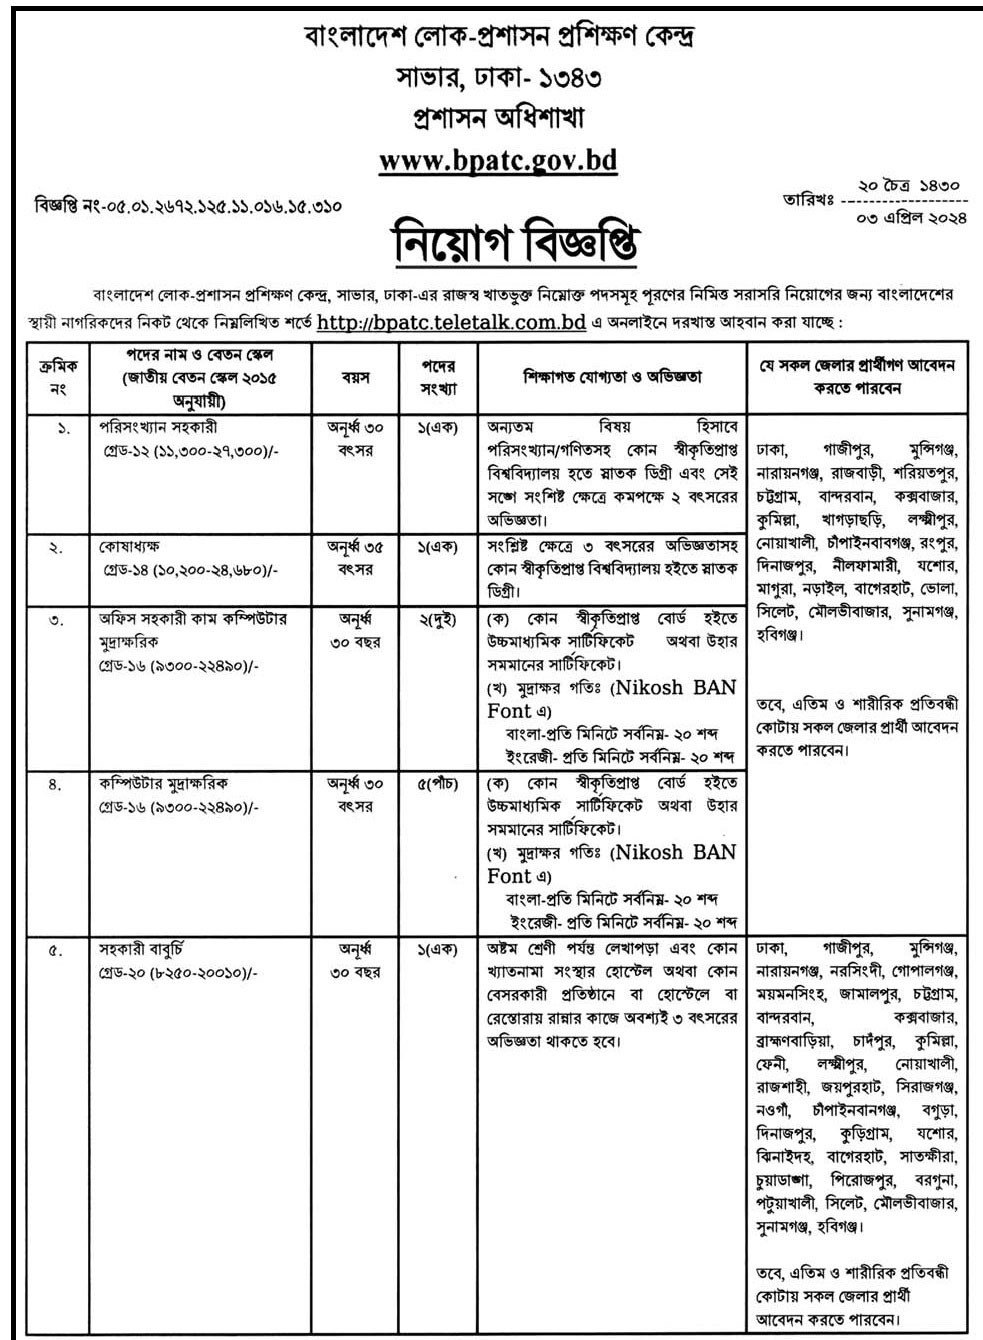 বাংলাদেশ লোক-প্রশাসন প্রশিক্ষণ কেন্দ্র
সাভার, ঢাকা- ১৩৪৩
প্রশাসন অধিশাখা
www.bpatc.gov.bd
বিজ্ঞপ্তি নং-০৫.০১.২৬৭২.১২৫.১১.০১৬.১৫.৩১০
তারিখঃ
২০ চৈত্র ১৪৩০
০৩ এপ্রিল ২০২৪
নিয়োগ বিজ্ঞপ্তি
বাংলাদেশ লোক-প্রশাসন প্রশিক্ষণ কেন্দ্র, সাভার, ঢাকা-এর রাজস্ব খাতভুক্ত নিম্নোক্ত পদসমূহ পূরণের নিমিত্ত সরাসরি নিয়োগের জন্য বাংলাদেশের
স্থায়ী নাগরিকদের নিকট থেকে নিম্নলিখিত শর্তে http://bpatc.teletalk.com.bd এ অনলাইনে দরখাস্ত আহবান করা যাচ্ছে :
ক্রমিক
নং
পদের নাম ও বেতন স্কেল
(জাতীয় বেতন স্কেল ২০১৫
অনুযায়ী)
বয়স
পদের
সংখ্যা
শিক্ষাগত যোগ্যতা ও অভিজ্ঞতা
যে সকল জেলার প্রার্থীগণ আবেদন
করতে পারবেন
১.
পরিসংখ্যান সহকারী
গ্রেড-১২ (১১,৩০০-২৭,৩০০)/-
অনূর্ধ্ব ৩০
বৎসর
১(এক)
অন্যতম বিষয় হিসাবে
পরিসংখ্যান/গণিতসহ কোন স্বীকৃতিপ্রাপ্ত
বিশ্ববিদ্যালয় হতে স্নাতক ডিগ্রী এবং সেই
সঙ্গে সংশিষ্ট ক্ষেত্রে কমপক্ষে ২ বৎসরের
অভিজ্ঞতা।
২.
কোষাধ্যক্ষ
গ্রেড-১৪ (১০,২০০-২৪,৬৮০)/-
অনূর্ধ্ব ৩৫
বৎসর
১(এক)
সংশ্লিষ্ট ক্ষেত্রে ৩ বৎসরের অভিজ্ঞতাসহ
কোন স্বীকৃতিপ্রাপ্ত বিশ্ববিদ্যালয় হইতে স্নাতক
ডিগ্রী।
৩.
অফিস সহকারী কাম কম্পিউটার
মুদ্রাক্ষরিক
গ্রেড-১৬ (৯৩০০-২২৪৯০)/-
অনূর্ধ্ব
৩০ বছর
২(দুই)
(ক) কোন স্বীকৃতিপ্রাপ্ত বোর্ড হইতে
উচ্চমাধ্যমিক সার্টিফিকেট অথবা উহার
সমমানের সার্টিফিকেট।
(খ) মুদ্রাক্ষর গতিঃ (Nikosh BAN
Font এ)
বাংলা-প্রতি মিনিটে সর্বনিম্ন- ২০ শব্দ
ইংরেজী- প্রতি মিনিটে সর্বনিম্ন- ২০ শব্দ
৪.
কম্পিউটার মুদ্রাক্ষরিক
গ্রেড-১৬ (৯৩০০-২২৪৯০)/-
অনূর্ধ্ব ৩০
বৎসর
৫(পাঁচ)
(ক) কোন স্বীকৃতিপ্রাপ্ত বোর্ড হইতে
উচ্চমাধ্যমিক সার্টিফিকেট অথবা উহার
সমমানের সার্টিফিকেট।
(খ) মুদ্রাক্ষর গতিঃ (Nikosh BAN
Font এ)
বাংলা-প্রতি মিনিটে সর্বনিম্ন- ২০ শব্দ
ইংরেজী- প্রতি মিনিটে সর্বনিম্ন- ২০ শব্দ
ঢাকা, গাজীপুর, মুন্সিগঞ্জ,
নারায়নগঞ্জ, রাজবাড়ী, শরিয়তপুর,
চট্টগ্রাম, বান্দরবান, কক্সবাজার,
কুমিল্লা, খাগড়াছড়ি, লক্ষ্মীপুর,
নোয়াখালী, চাঁপাইনবাবগঞ্জ, রংপুর,
দিনাজপুর, নীলফামারী, যশোর,
মাগুরা, নড়াইল, বাগেরহাট, ভোলা,
সিলেট, মৌলভীবাজার, সুনামগঞ্জ,
হবিগঞ্জ।
তবে, এতিম ও শারীরিক প্রতিবন্ধী
কোটায় সকল জেলার প্রার্থী আবেদন
করতে পারবেন।
৫.
সহকারী বাবুর্চি
গ্রেড-২০ (৮২৫০-২০০১০)/-
অনূর্ধ্ব
৩০ বছর
১(এক)
অষ্টম শ্রেণী পর্যন্ত লেখাপড়া এবং কোন
খ্যাতনামা সংস্থার হোস্টেল অথবা কোন
বেসরকারী প্রতিষ্ঠানে বা হোস্টেলে বা
রেস্তোরায় রান্নার কাজে অবশ্যই ৩ বৎসরের
অভিজ্ঞতা থাকতে হবে।
ঢাকা, গাজীপুর, মুন্সিগঞ্জ,
নারায়নগঞ্জ, নরসিংদী, গোপালগঞ্জ,
ময়মনসিংহ, জামালপুর, চট্টগ্রাম,
বান্দরবান, কক্সবাজার,
ব্রাহ্মণবাড়িয়া, চাদঁপুর, কুমিল্লা,
ফেনী, লক্ষ্মীপুর, নোয়াখালী,
রাজশাহী, জয়পুরহাট, সিরাজগঞ্জ,
নওগাঁ, চাঁপাইনবানগঞ্জ, বগুড়া,
দিনাজপুর, কুড়িগ্রাম, যশোর,
ঝিনাইদহ, বাগেরহাট, সাতক্ষীরা,
চুয়াডাঙ্গা, পিরোজপুর, বরগুনা,
পটুয়াখালী, সিলেট, মৌলভীবাজার,
সুনামগঞ্জ, হবিগঞ্জ।
তবে, এতিম ও শারীরিক প্রতিবন্ধী
কোটায় সকল জেলার প্রার্থী
আবেদন করতে পারবেন।